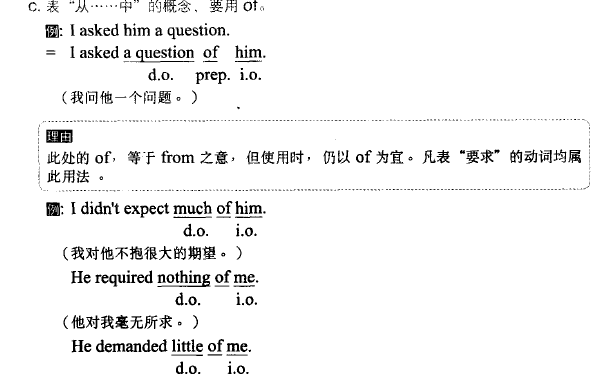 c. 表“从……中”的概念、要用 of。
例: I asked him a question.
= I asked a question of him.
d.o. prep. i.o.
(我问他一个问题。)
理由
此处的 of, 等于 from 之意, 但使用时, 仍以 of 为宜。凡表“要求”的动词均属
此用法。
例: I didn't expect much of him.
d.o. i.o.
(我对他不抱很大的期望。)
He required nothing of me.
d.o. i.o.
(他对我毫无所求。)
He demanded little of me.
d.o. i.o.